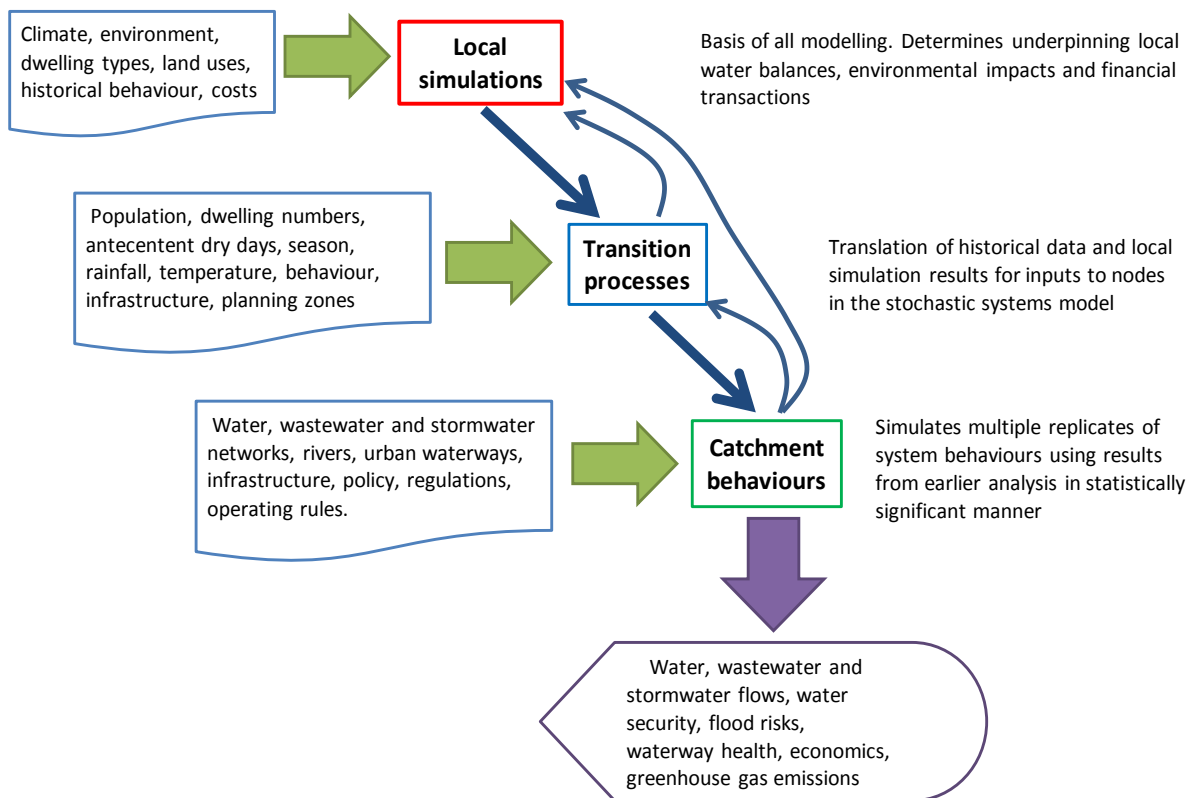 Climate, environment,
dwelling types, land uses,
historical behaviour, costs
Local
simulations
Basis of all modelling. Determines underpinning local
water balances, environmental impacts and financial
transactions
Population, dwelling numbers,
antecentent dry days, season,
rainfall, temperature, behaviour,
infrastructure, planning zones
Transition
processes
Translation of historical data and local
simulation results for inputs to nodes
in the stochastic systems model
Water, wastewater and stormwater
networks, rivers, urban waterways,
infrastructure, policy, regulations,
operating rules.
Catchment
behaviours
Simulates multiple replicates of
system behaviours using results
from earlier analysis in statistically
significant manner
Water, wastewater and
stormwater flows, water
security, flood risks,
waterway health, economics,
greenhouse gas emissions